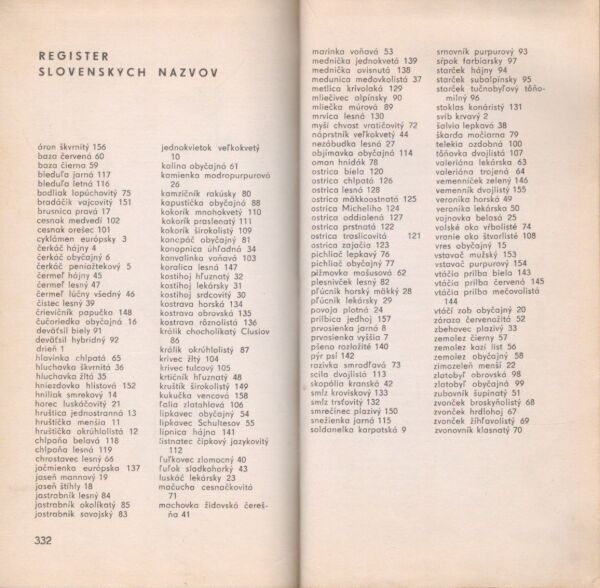 REGISTER
SLOVENSKÝCH NÁZVOV
áron škvrnitý 156
baza červená 60
baza čierna 59
bleduľa jarná 117
bleduľa letná 116
bodliak lopúchovitý 75
bradáčik vajcovitý 151
brusnica pravá 17
cesnak medvedí 102
cesnak orešec 101
cyklámen európsky 3
čerkáč hájny 4
čerkáč obyčajný 6
čerkáč peniažtekový 5
čermeľ hájny 45
čermeľ lesný 47
čermeľ lúčny všedný 46
čistec lesný 39
črievičník papučka 148
čučoriedka obyčajná 16
deväťsil biely 91
deväťsil hybridný 92
drieň 1
hlavinka chlpatá 65
hluchavka škvrnitá 36
hluchavka žltá 35
hniezdovka hlístová 152
hniliak smrekový 14
horec luskáčovitý 21
hruštica jednostranná 13
hruštička menšia 11
hruštička okrúhlolistá 12
chlpaňa belavá 118
chlpaňa lesná 119
chrastavec lesný 66
jačmienka európska 137
jaseň mannový 19
jaseň štíhly 18
jastrabník lesný 84
jastrabník okolíkatý 85
jastrabník savojský 83
332
jednokvietok veľkokvetý
10
kalina obyčajná 61
kamienka modropurpurová
26
kamzičník rakúsky 80
kapustička obyčajná 88
kokorík mnohokvetý 110
kokorík praslenatý 111
kokorík širokolistý 109
kanapáč obyčajný 81
konopnica úhľadná 34
konvalinka voňavá 103
koralica lesná 147
kostihoj hľuznatý 32
kostihoj lekársky 31
kostihoj srdcovitý 30
kostrava horská 134
kostrava obrovská 135
kostrava rôznolistá 136
králik chocholíkatý Clusiov
86
králik okrúhlolistý 87
krivec žltý 104
krivec tulcový 105
krtičník hľuznatý 48
kruštík širokolistý 149
kukučka vencová 158
ľalia zlatohlavá 106
lipkavec obyčajný 54
lipkavec Schultesov 55
lipnica hájna 141
listnatec čipkový jazykovitý
112
ľuľkovec zlomocný 40
ľuľok sladkohorký 43
luskáč lekársky 23
mačucha cesnačkovitá
71
machovka židovská čereš-
ňa 41
marinka voňavá 53
mednička jednokvetá 139
mednička ovisnutá 138
medunica medovkolistá 37
metlica krivolaká 129
mliečivec alpínsky 90
mliečka múrová 89
mrvica lesná 130
myší chvost vratičovitý 72
náprstník veľkokvetý 44
nezábudka lesná 27
objímavka obyčajná 114
oman hnidák 78
ostrica biela 120
ostrica chlpatá 126
ostrica lesná 128
ostrica mäkkoostnatá 125
ostrica Micheliho 124
ostrica oddialená 127
ostrica prstnatá 122
ostrica traslicovitá 121
ostrica zajačia 123
pichliač lepkavý 76
pichliač obyčajný 77
pižmovka mošusová 62
plesnivček lesný 82
pľúcnik horský mäkký 28
pľúcnik lekársky 29
povoja plotná 24
prilbica jedhoj 157
prvosienka jarná 8
prvosienka vyššia 7
pšeno rozložité 140
pýr psí 142
razivka smradľavá 73
scila dvojlistá 113
skopólia kranská 42
smlz kroviskový 133
smlz trsťovitý 132
smrečinec plazivý 150
snežienka jarná 115
soldanelka karpatská 9
srnovník purpurový 93
sŕpok farbiarsky 97
starček hájny 94
starček subalpínsky 95
starček tučnobyľový tôňo-
milný 96
stoklas konáristý 131
svíb krvavý 2
šalvia lepkavá 38
škarda močiarna 79
telekia ozdobná 100
tôňovka dvojlistá 107
valeriána lekárska 63
valeriána trojená 64
vemenníček zelený 146
vemenník dvojlistý 155
veronika horská 49
veronika lekárska 50
vojnovka belasá 25
volské oko vŕbolisté 74
vranie oko štvorlisté 108
vres obyčajný 15
vstavač mužský 153
vstavač purpurový 154
vtáčia prilba biela 143
vtáčia prilba červená 145
vtáčia prilba mečovolistá
144
vtáčí zob obyčajný 20
záraza červenožitá 52
zbehovec plazivý 33
zemolez čierny 57
zemolez kozí list 56
zemolez obyčajný 58
zimozeleň menší 22
zlatobyľ obrovská 98
zlatobyľ obyčajná 99
zubovník šupinatý 51
zvonček broskyňolistý 68
zvonček hrdlohoj 67
zvonček žihľavolistý 69
zvonovník klasnatý 70